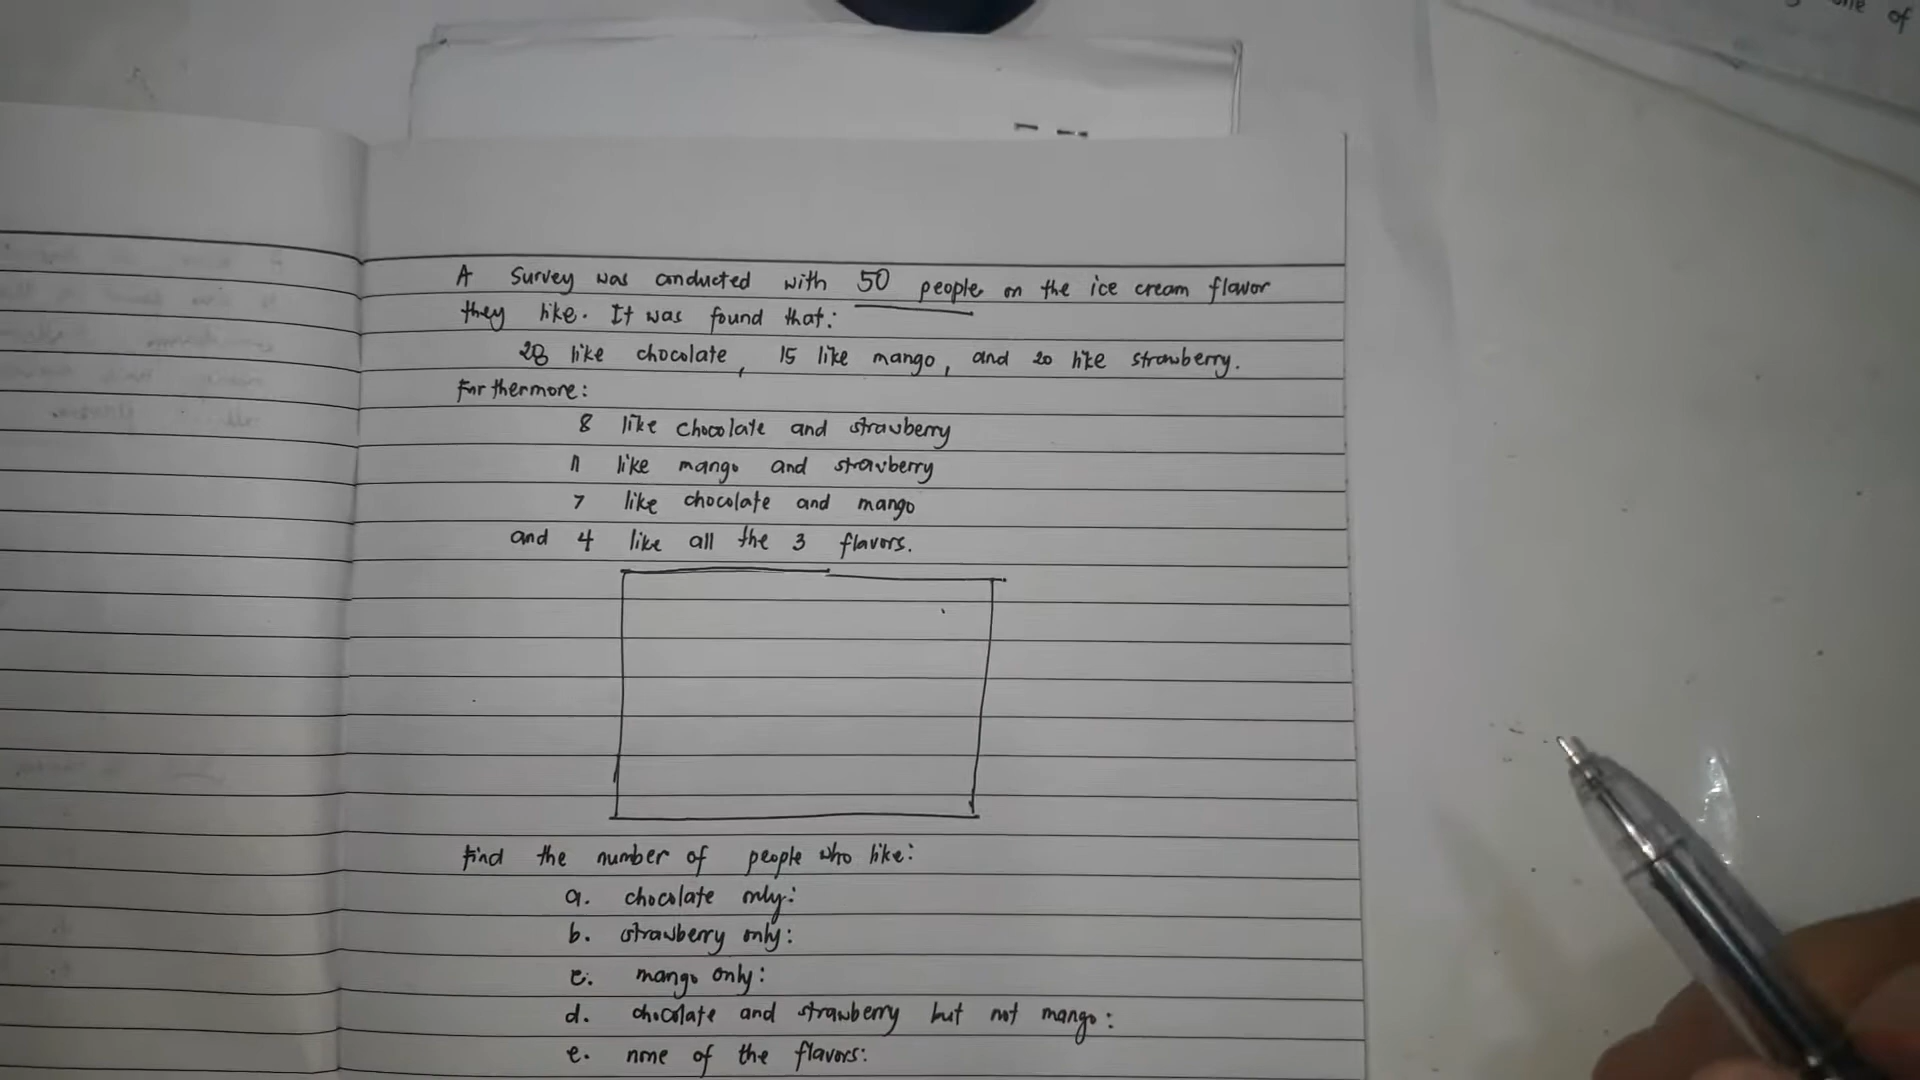 one of
A survey was conducted with 50 people on the ice cream flavor
they like. It was found that:
28 like chocolate, 15 like mango, and 20 like strawberry.
Furthermore:
8 like chocolate and strawberry
11 like mango and strawberry
7 like chocolate and mango
and 4 like all the 3 flavors.
Find the number of people who like:
a. chocolate only:
b. strawberry only:
c. mango only:
d. chocolate and strawberry but not mango:
e. none of the flavors: